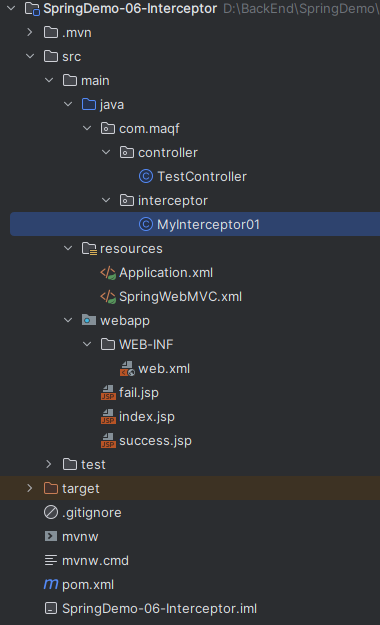 SpringDemo-06-Interceptor D:\BackEnd\SpringDemo\
.mvn
src
main
java
com.maqf
controller
TestController
interceptor
MyInterceptor01
resources
Application.xml
SpringWebMVC.xml
webapp
WEB-INF
web.xml
fail.jsp
index.jsp
success.jsp
test
target
.gitignore
mvnw
mvnw.cmd
pom.xml
SpringDemo-06-Interceptor.iml